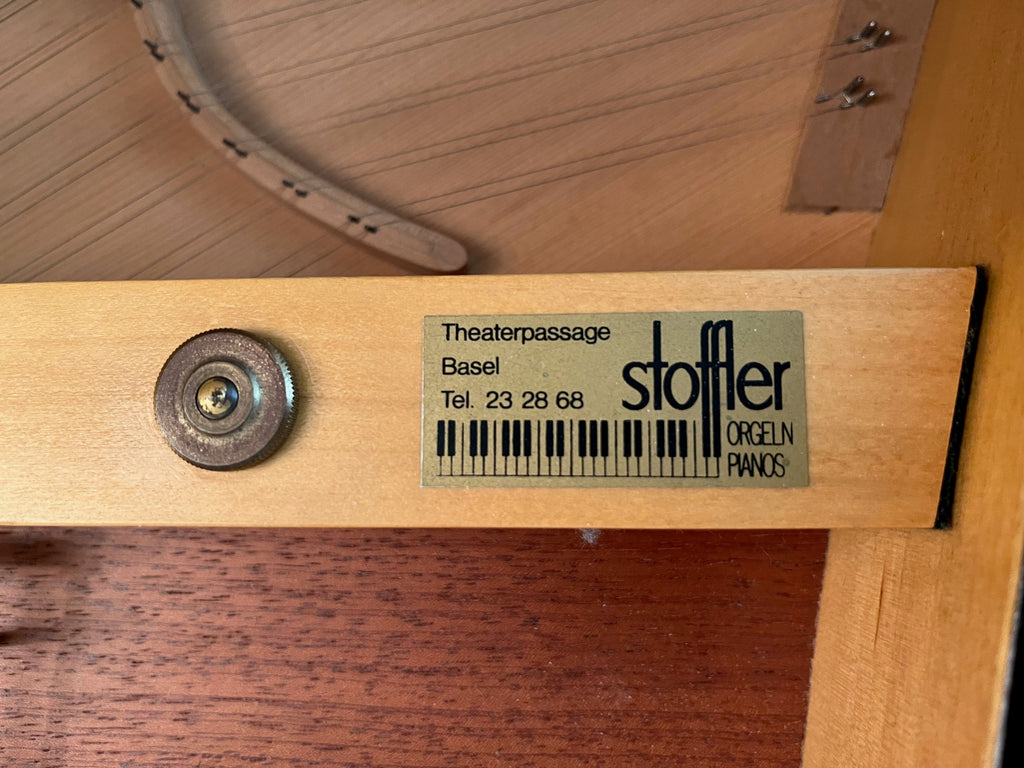 Theaterpassage
Basel
Tel. 23 28 68
stoffler
ORGELN
PIANOS